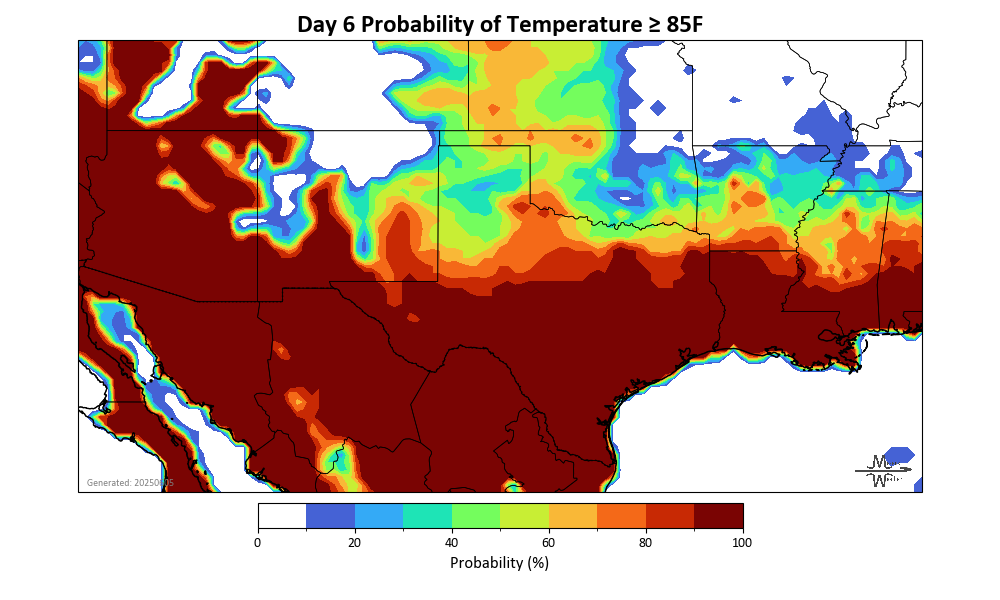 Day 6 Probability of Temperature ≥ 85F
M
W
0 20 40 60 80 100
Probability (%)